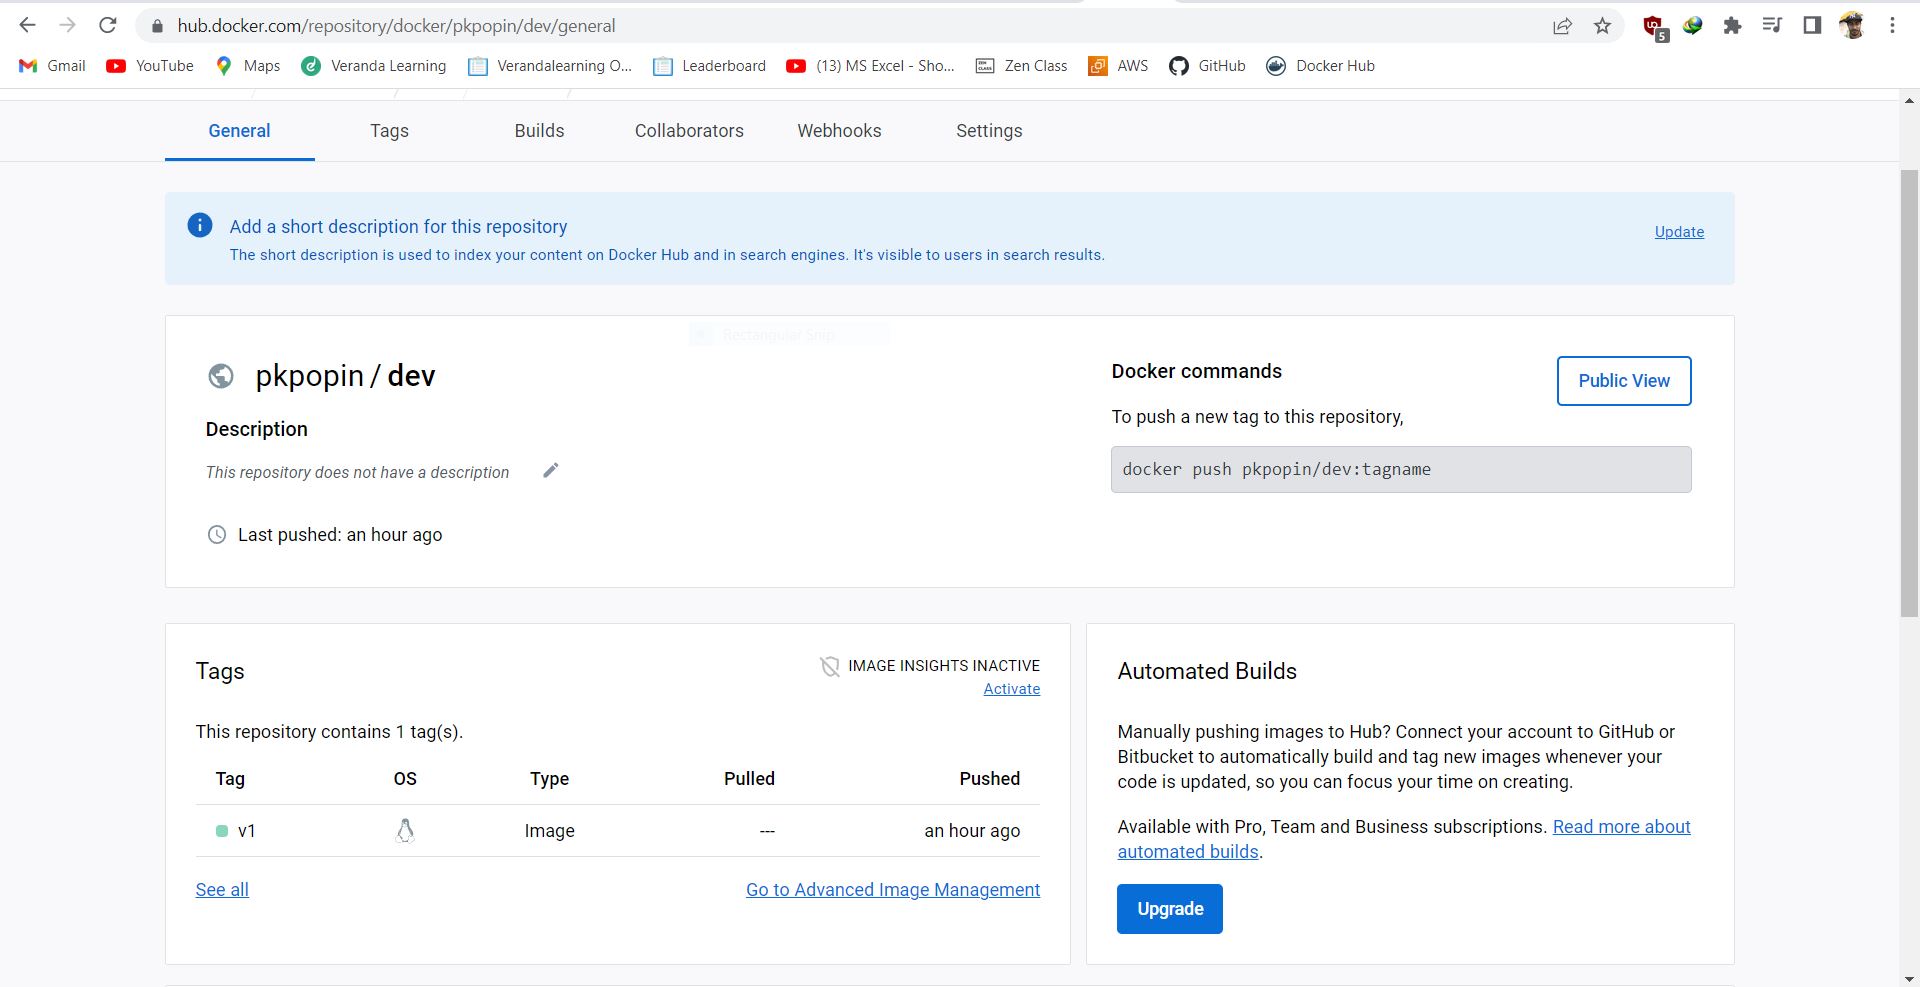 hub.docker.com/repository/docker/pkpopin/dev/general
5
Gmail YouTube Maps Veranda Learning Verandalearning O... Leaderboard (13) MS Excel - Sho... Zen Class AWS GitHub Docker Hub
General Tags Builds Collaborators Webhooks Settings
Add a short description for this repository
Update
The short description is used to index your content on Docker Hub and in search engines. It's visible to users in search results.
Rectangular Snip
pkpopin / dev
Docker commands
Public View
To push a new tag to this repository,
Description
This repository does not have a description
docker push pkpopin/dev:tagname
Last pushed: an hour ago
Tags
IMAGE INSIGHTS INACTIVE
Activate
This repository contains 1 tag(s).
Tag OS Type Pulled Pushed
v1 Image --- an hour ago
See all
Go to Advanced Image Management
Automated Builds
Manually pushing images to Hub? Connect your account to GitHub or
Bitbucket to automatically build and tag new images whenever your
code is updated, so you can focus your time on creating.
Available with Pro, Team and Business subscriptions. Read more about
automated builds.
Upgrade